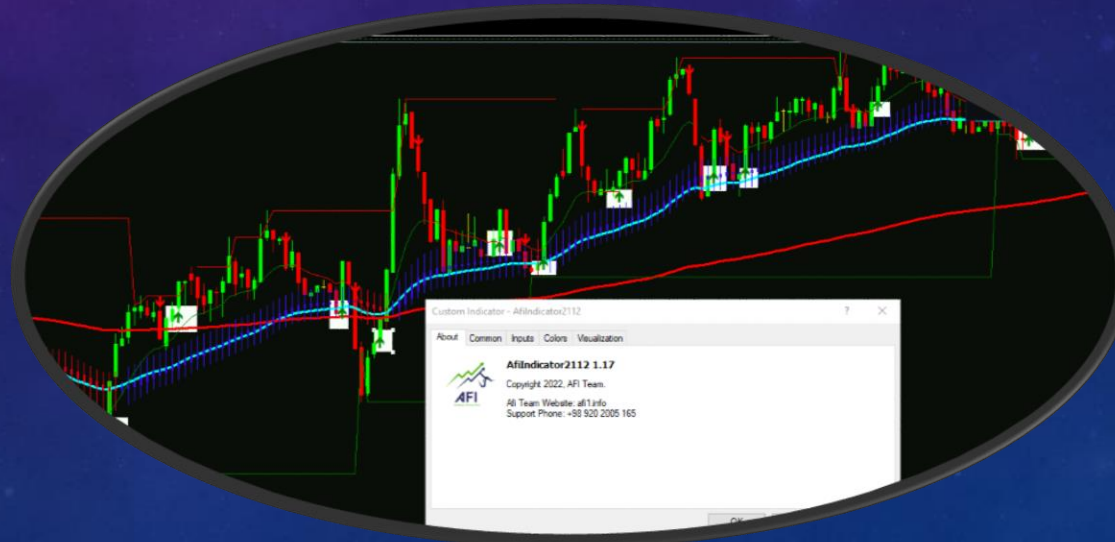 Custom Indicator - AfiIndicator2112
About Common Inputs Colors Visualization
AfiIndicator2112 1.17
Copyright 2022, AFI Team.
AFI
Afi Team Website: afi1.info
Support Phone: +98 920 2005 165